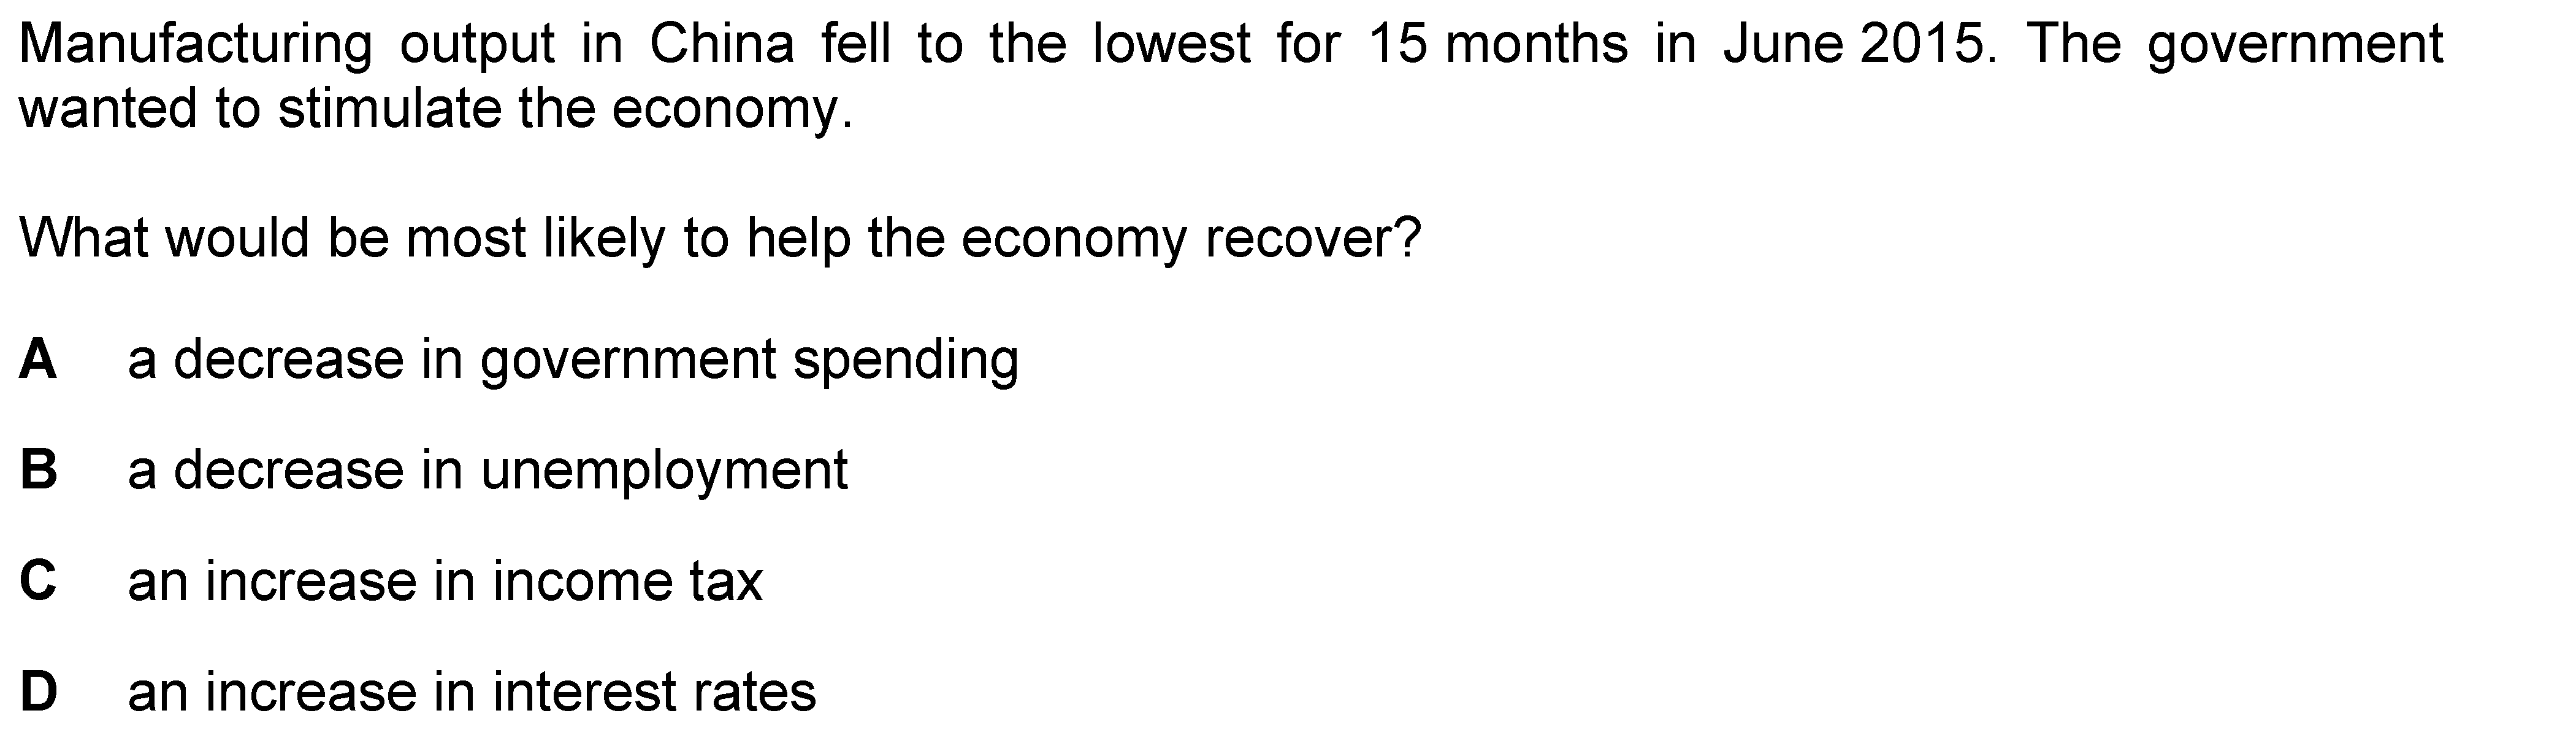 Manufacturing output in China fell to the lowest for 15 months in June 2015. The government
wanted to stimulate the economy.
What would be most likely to help the economy recover?
A a decrease in government spending
B a decrease in unemployment
C an increase in income tax
D an increase in interest rates